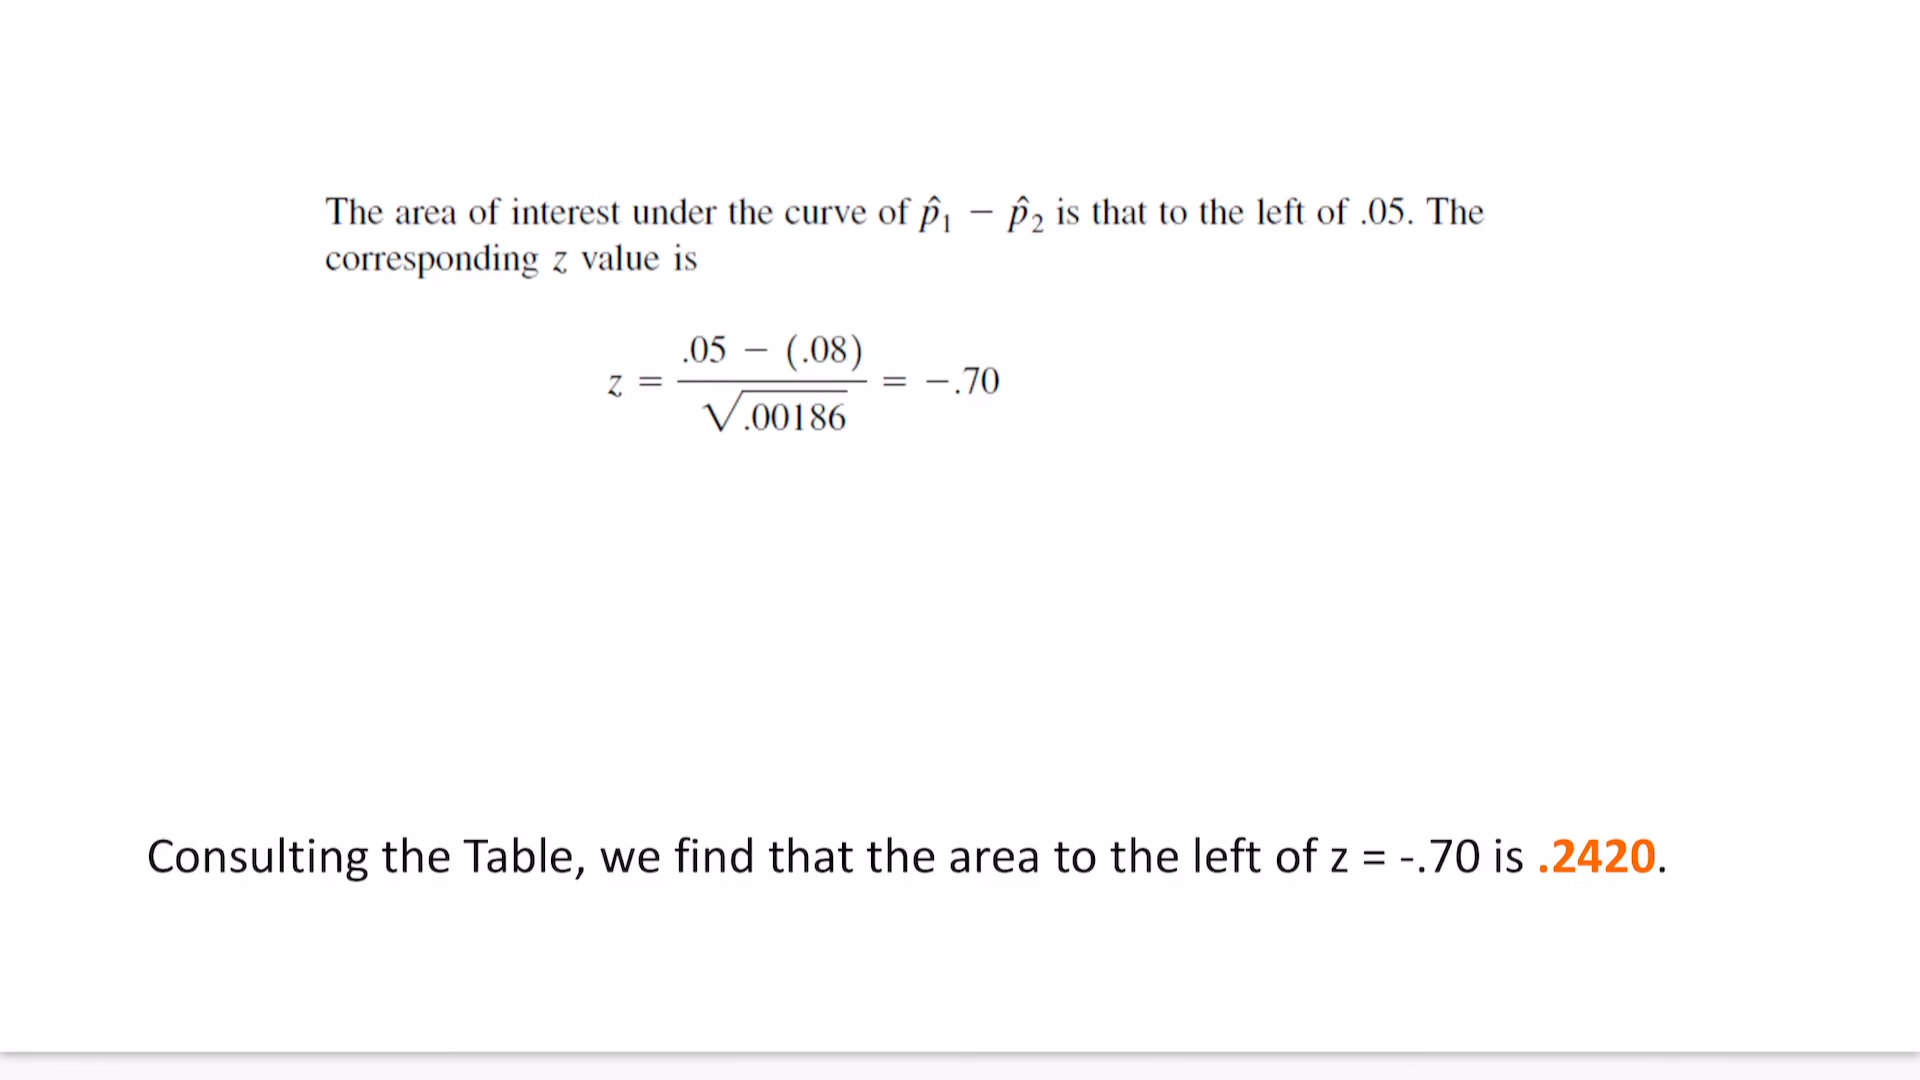 The area of interest under the curve of p̂₁ − p̂₂ is that to the left of .05. The
corresponding z value is
z = .05 − (.08) / √.00186 = −.70
Consulting the Table, we find that the area to the left of z = -.70 is .2420.